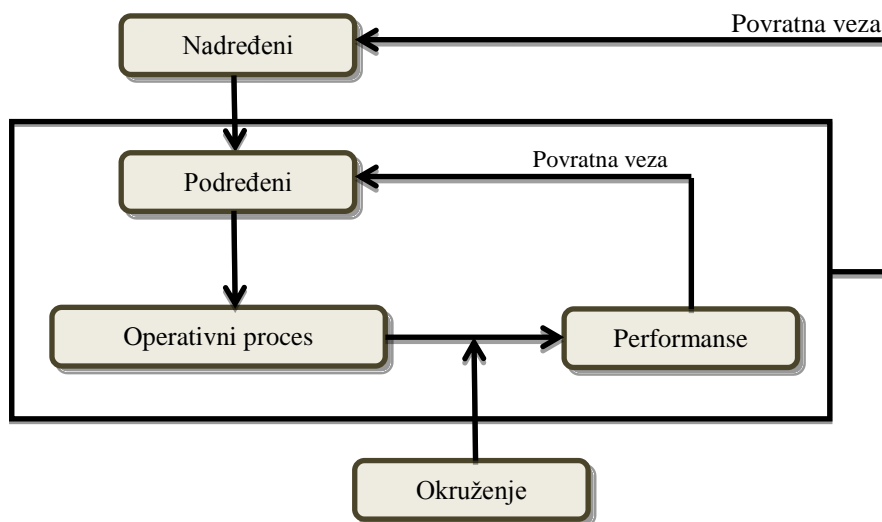 Povratna veza
Nadređeni
Povratna veza
Podređeni
Operativni proces
Performanse
Okruženje